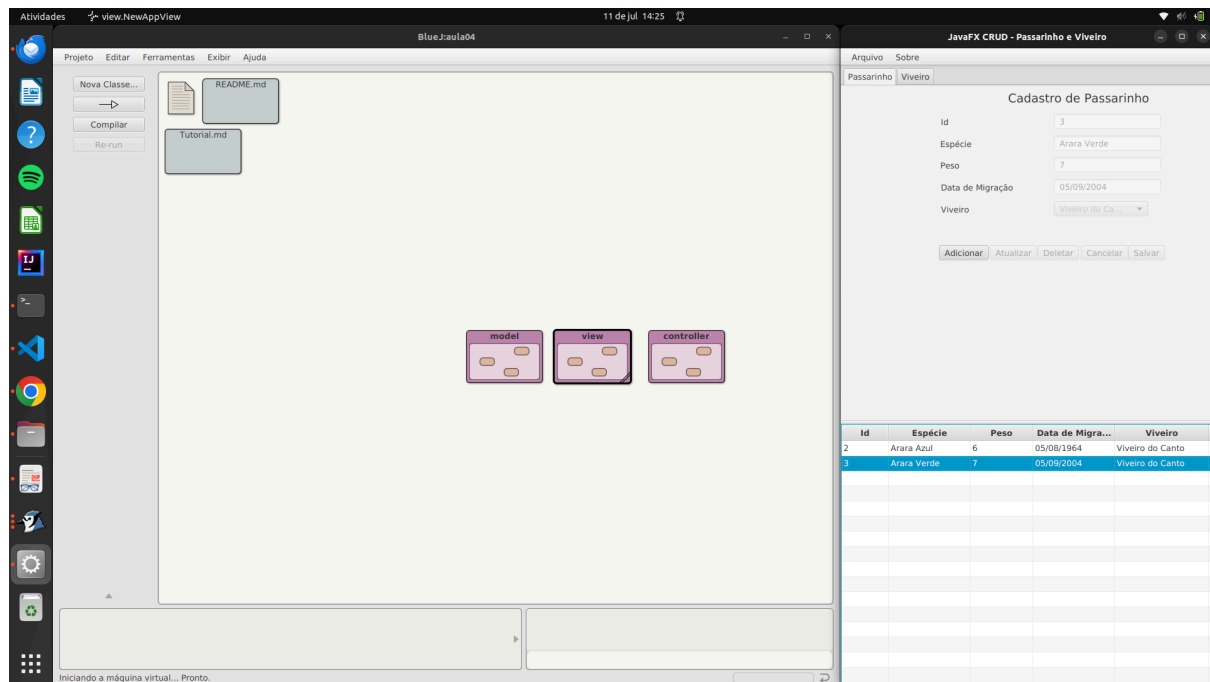 Atividades view.NewAppView 11 de jul 14:25
BlueJ:aula04
Projeto Editar Ferramentas Exibir Ajuda
Nova Classe...
Compilar
Re-run
README.md
Tutorial.md
model view controller
Iniciando a máquina virtual... Pronto.
JavaFX CRUD - Passarinho e Viveiro
Arquivo Sobre
Passarinho Viveiro
Cadastro de Passarinho
Id 3
Espécie Arara Verde
Peso 7
Data de Migração 05/09/2004
Viveiro Viveiro do Ca...
Adicionar Atualizar Deletar Cancelar Salvar
Id Espécie Peso Data de Migra... Viveiro
2 Arara Azul 6 05/08/1964 Viveiro do Canto
3 Arara Verde 7 05/09/2004 Viveiro do Canto